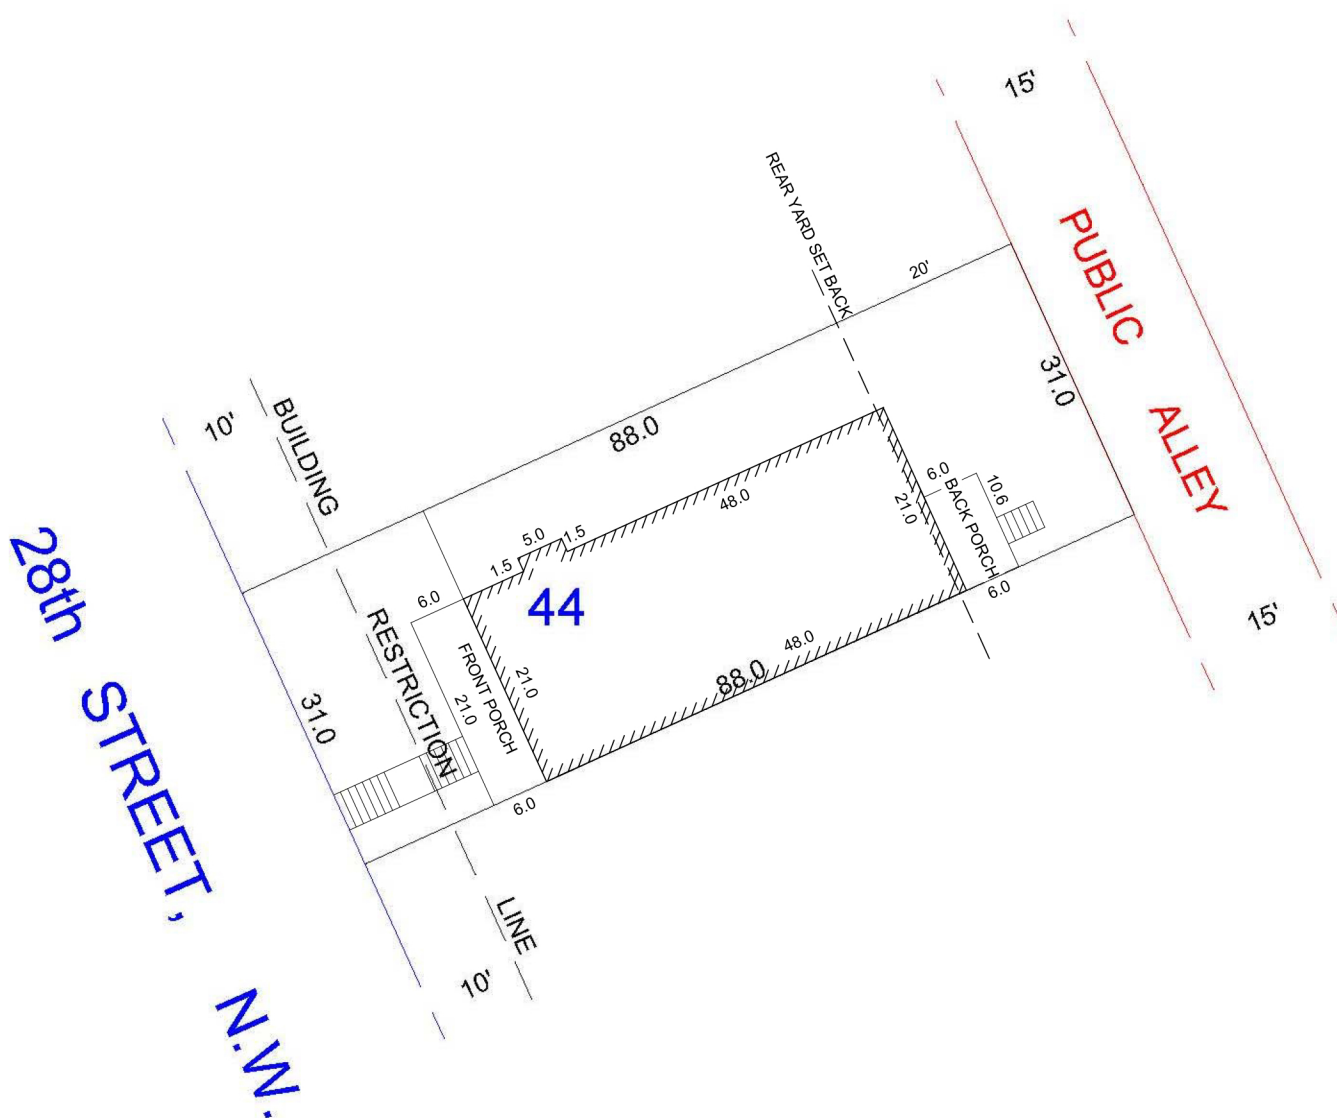 15'
REAR YARD SET BACK
PUBLIC ALLEY
20'
31.0
88.0
10'
BUILDING
RESTRICTION
LINE
28th STREET, N.W.
48.0
6.0
10.6
21.0
BACK PORCH
6.0
5.0
1.5
1.5
44
6.0
FRONT PORCH
21.0
21.0
31.0
48.0
88.0
6.0
15'
10'